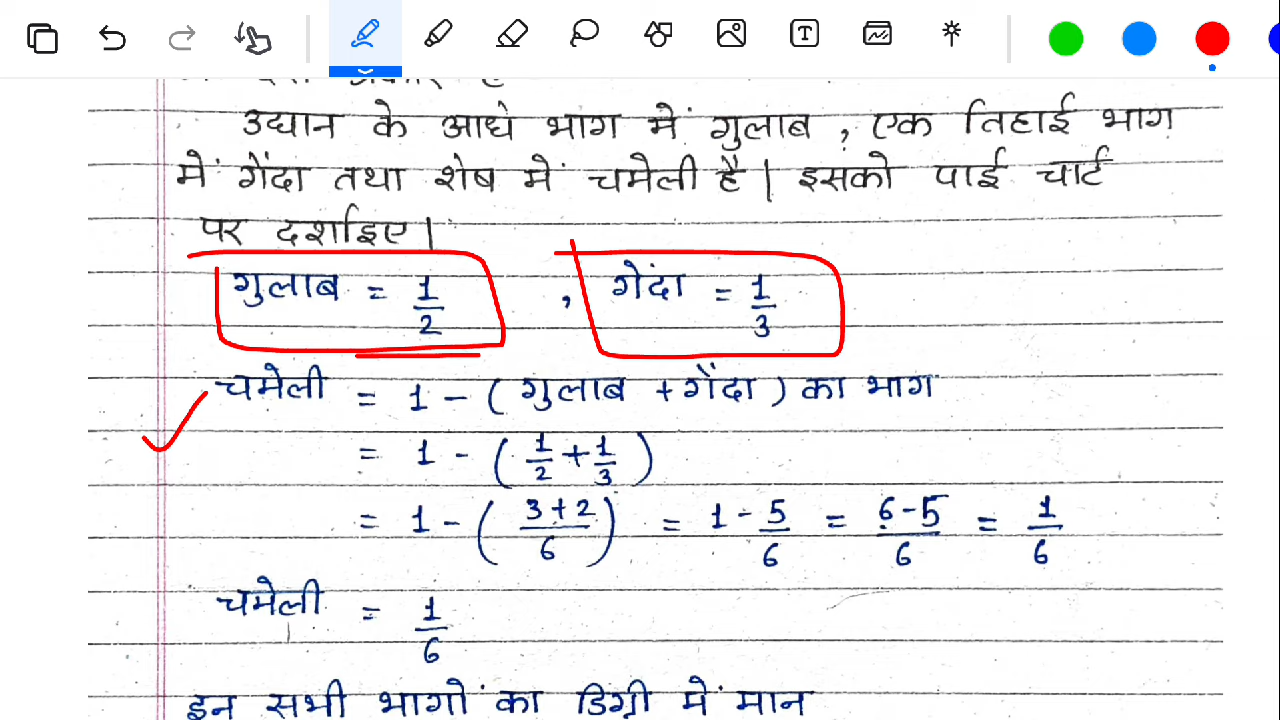 उद्यान के आधे भाग में गुलाब, एक तिहाई भाग
में गेंदा तथा शेष में चमेली है | इसको पाई चार्ट
पर दर्शाइए |
गुलाब = 1/2 , गेंदा = 1/3
चमेली = 1 - ( गुलाब + गेंदा ) का भाग
= 1 - ( 1/2 + 1/3 )
= 1 - ( 3+2/6 ) = 1 - 5/6 = 6-5/6 = 1/6
चमेली = 1/6
इन सभी भागों का डिग्री में मान